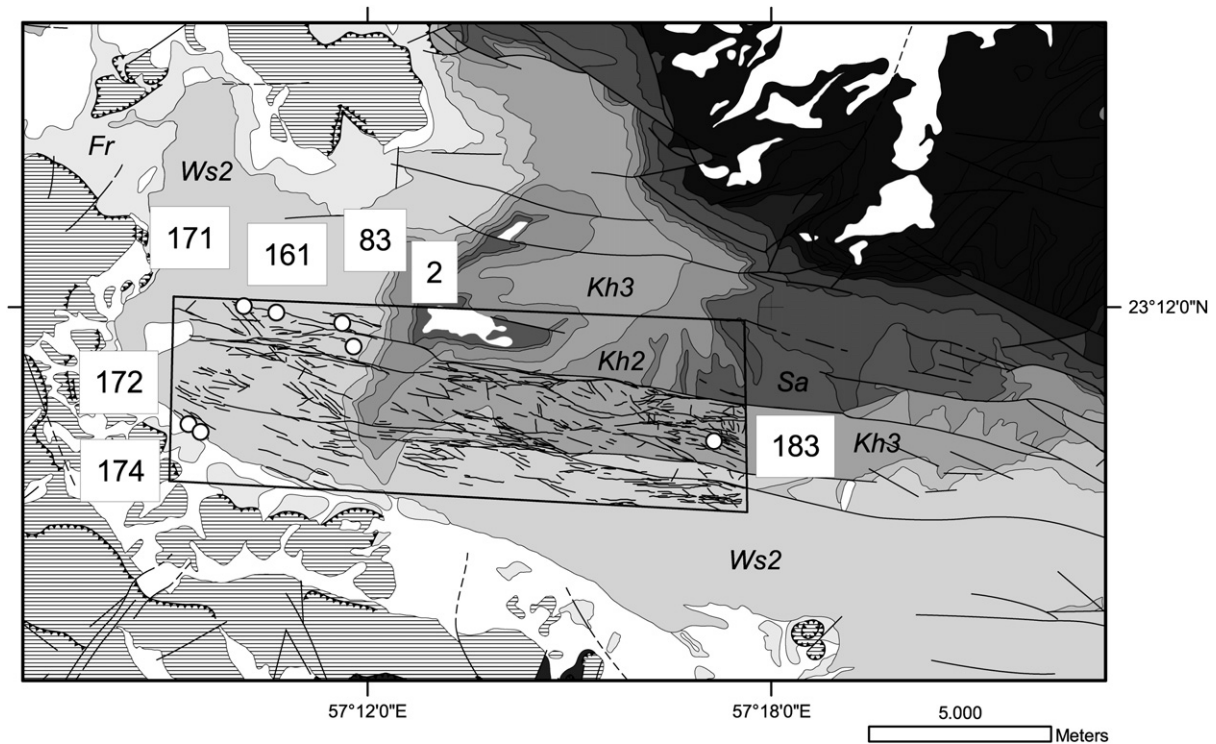 Fr
Ws2
171
161
83
2
Kh3
23°12'0"N
172
Kh2
Sa
174
183
Kh3
Ws2
57°12'0"E
57°18'0"E
5.000
Meters